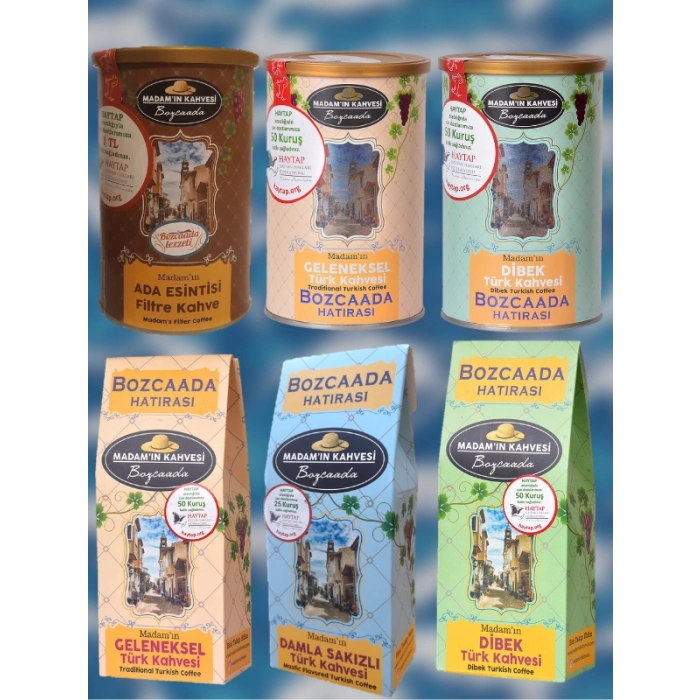 MADAM'IN KAHVESİ
Bozcaada
HAYTAP
1 TL
HAYTAP
haytap.org
Bozcaada
lezzeti
Madam'ın
ADA ESİNTİSİ
Filtre Kahve
Madam's Filter Coffee
MADAM'IN KAHVESİ
Bozcaada
HAYTAP
50 Kuruş
HAYTAP
haytap.org
Madam'ın
GELENEKSEL
Türk Kahvesi
Traditional Turkish Coffee
BOZCAADA
HATIRASI
MADAM'IN KAHVESİ
Bozcaada
HAYTAP
50 Kuruş
HAYTAP
haytap.org
Madam'ın
DİBEK
Türk Kahvesi
Dibek Turkish Coffee
BOZCAADA
HATIRASI
BOZCAADA
HATIRASI
MADAM'IN KAHVESİ
Bozcaada
HAYTAP
50 Kuruş
HAYTAP
haytap.org
Madam'ın
GELENEKSEL
Türk Kahvesi
Traditional Turkish Coffee
BOZCAADA
HATIRASI
MADAM'IN KAHVESİ
Bozcaada
HAYTAP
25 Kuruş
HAYTAP
haytap.org
Madam'ın
DAMLA SAKIZLI
Türk Kahvesi
Mastic Flavored Turkish Coffee
BOZCAADA
HATIRASI
MADAM'IN KAHVESİ
Bozcaada
HAYTAP
50 Kuruş
HAYTAP
haytap.org
Madam'ın
DİBEK
Türk Kahvesi
Dibek Turkish Coffee